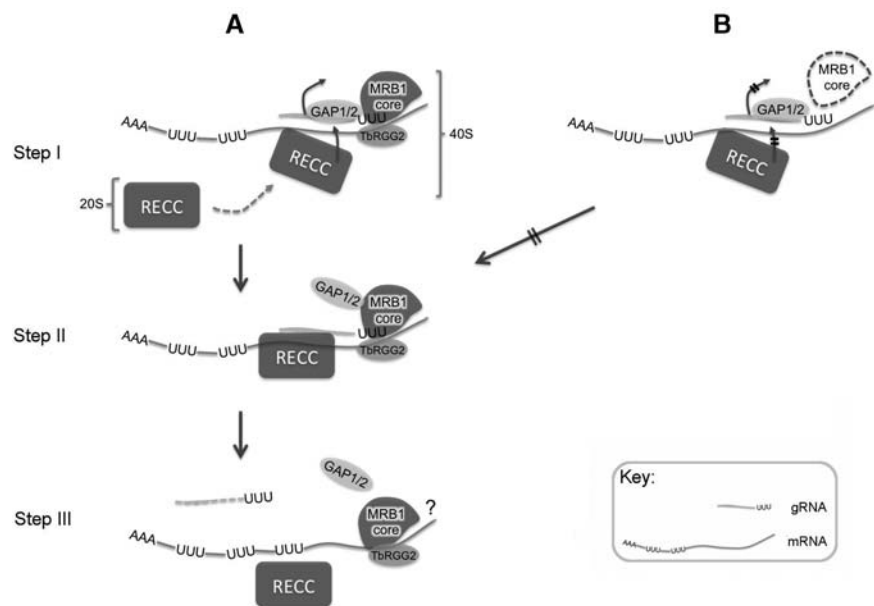 A
B
MRB1
core
GAP1/2
UUU
AAA
UUU
UUU
TbRGG2
RECC
40S
Step I
20S
RECC
MRB1
core
GAP1/2
UUU
AAA
UUU
UUU
RECC
GAP1/2
MRB1
core
UUU
Step II
AAA
UUU
UUU
RECC
TbRGG2
GAP1/2
UUU
MRB1
core
?
Step III
AAA
UUU
UUU
UUU
TbRGG2
RECC
Key:
UUU
gRNA
AAA
UUU
UUU
mRNA